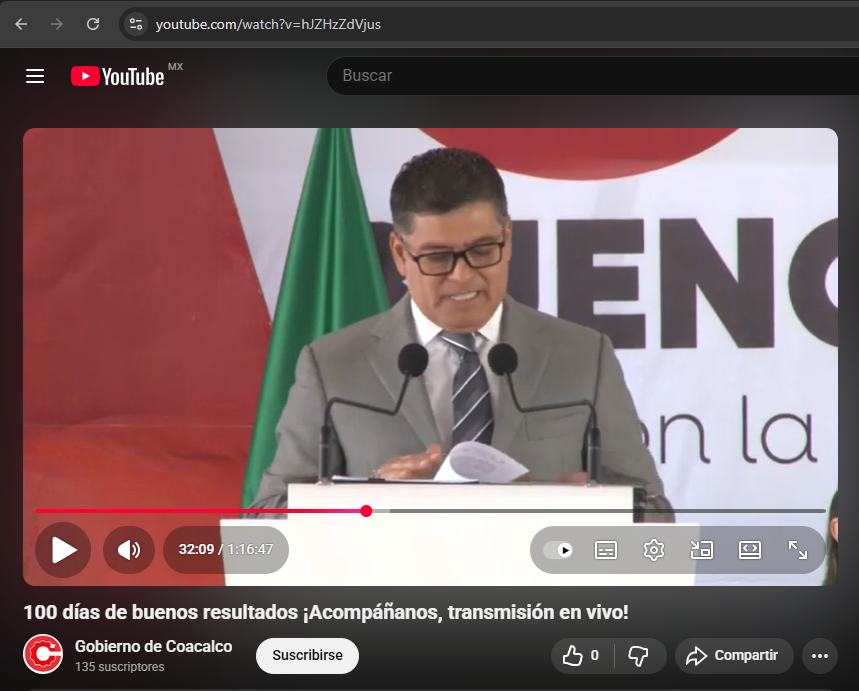 youtube.com/watch?v=hJZHzZdVjus
YouTube MX
Buscar
UENO
en la
32:09 / 1:16:47
100 días de buenos resultados ¡Acompáñanos, transmisión en vivo!
Gobierno de Coacalco
135 suscriptores
Suscribirse
0
Compartir